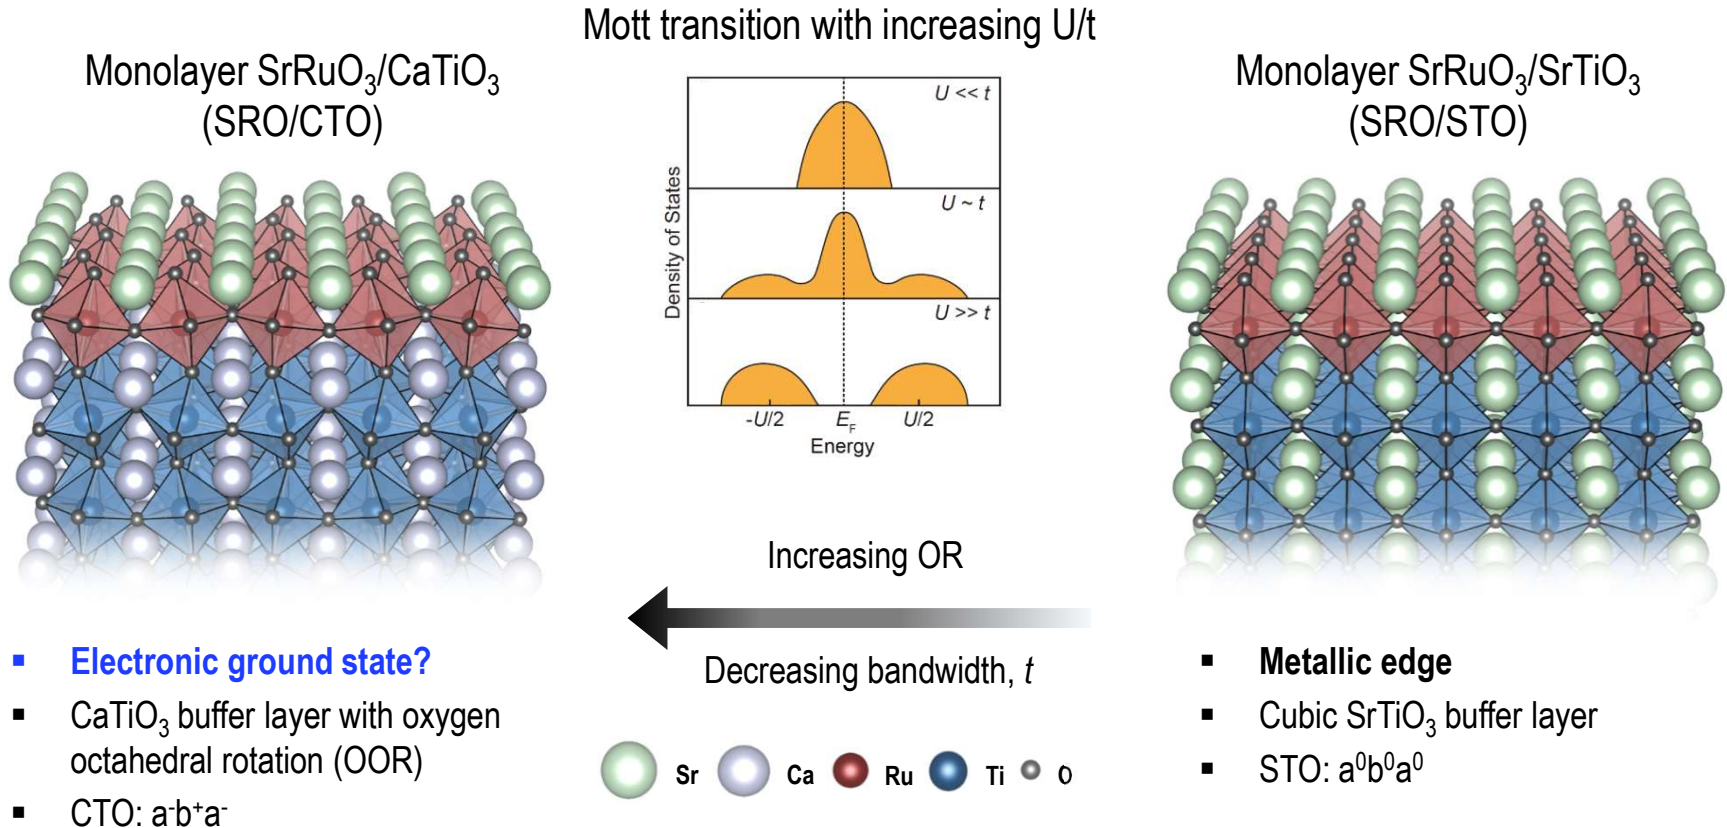 Mott transition with increasing U/t
Monolayer SrRuO₃/CaTiO₃
(SRO/CTO)
Density of States
U << t
U ~ t
U >> t
-U/2 E_F U/2
Energy
Monolayer SrRuO₃/SrTiO₃
(SRO/STO)
Increasing OR
Decreasing bandwidth, t
Sr Ca Ru Ti O
▪ Electronic ground state?
▪ CaTiO₃ buffer layer with oxygen
octahedral rotation (OOR)
▪ CTO: a⁻b⁺a⁻
▪ Metallic edge
▪ Cubic SrTiO₃ buffer layer
▪ STO: a⁰b⁰a⁰